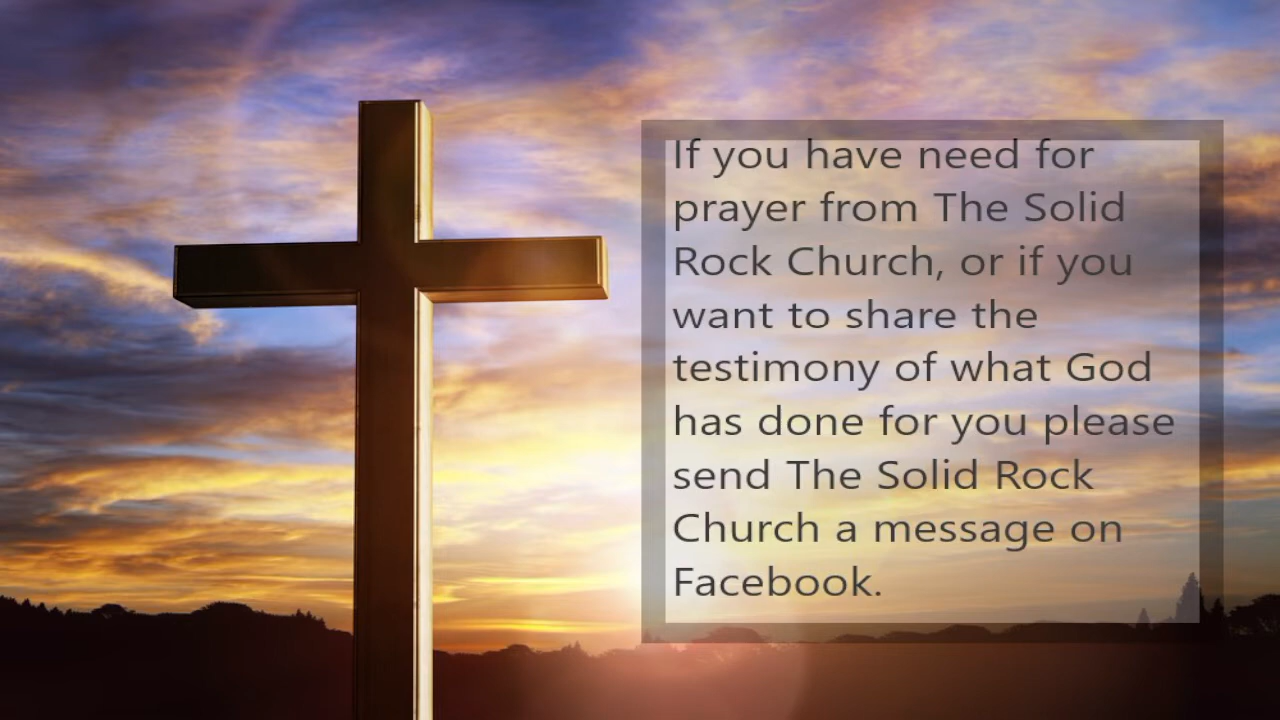 If you have need for
prayer from The Solid
Rock Church, or if you
want to share the
testimony of what God
has done for you please
send The Solid Rock
Church a message on
Facebook.